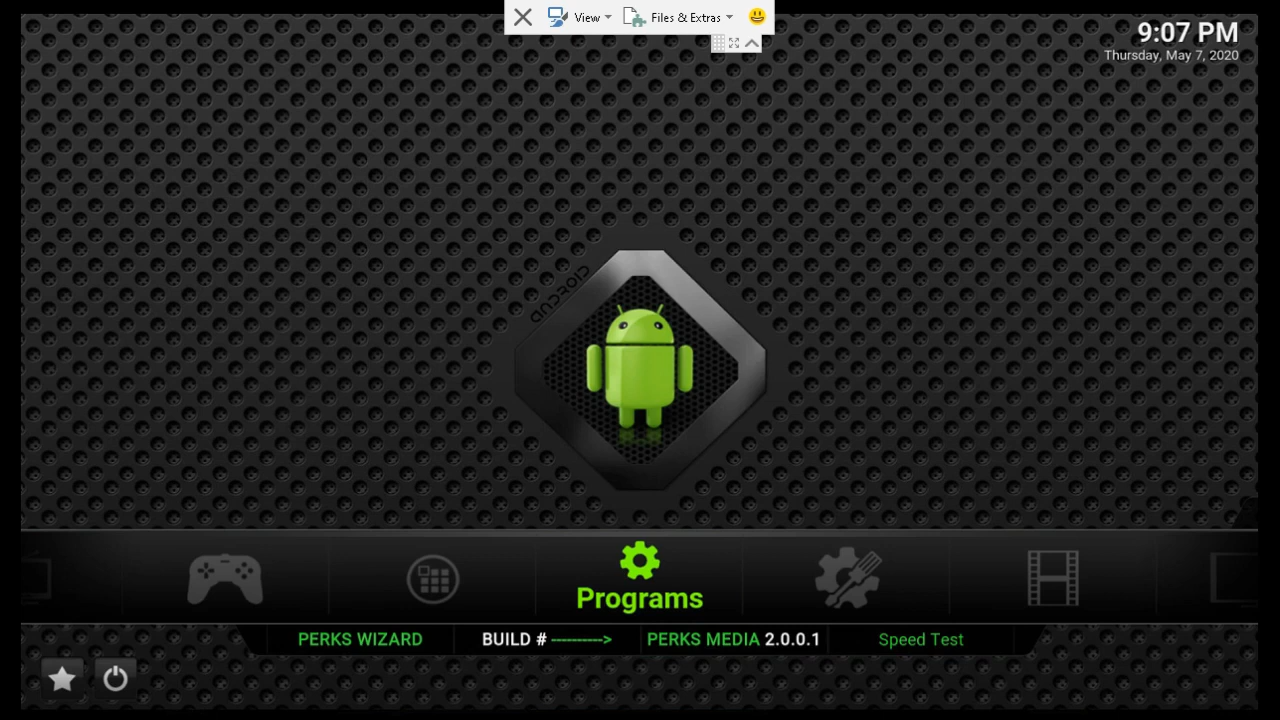 View
Files & Extras
9:07 PM
Thursday, May 7, 2020
ANDROID
Programs
PERKS WIZARD
BUILD # ---------->
PERKS MEDIA 2.0.0.1
Speed Test